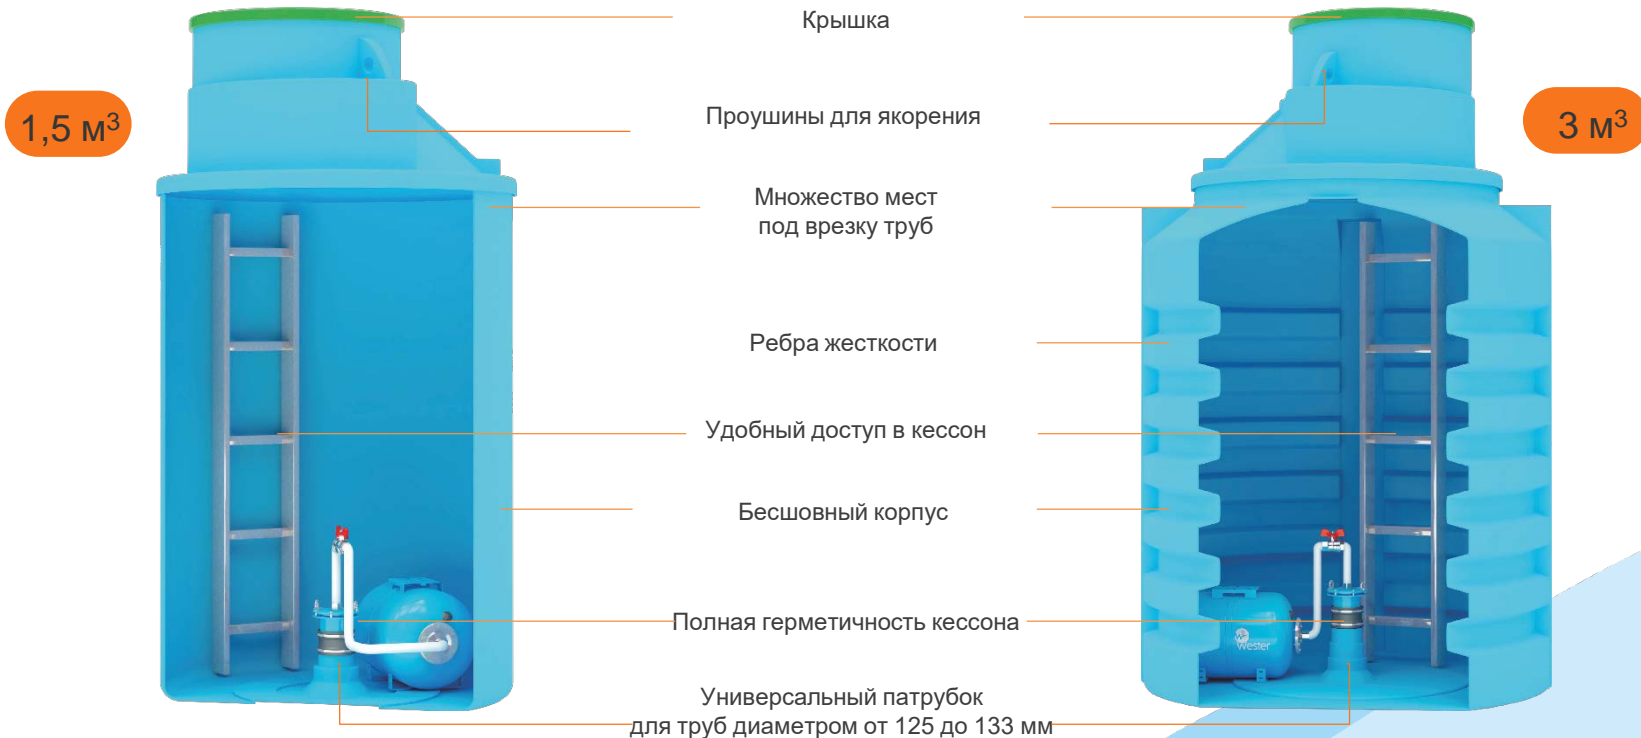 Крышка
1,5 м³
Проушины для якорения
3 м³
Множество мест
под врезку труб
Ребра жесткости
Удобный доступ в кессон
Бесшовный корпус
Полная герметичность кессона
Wester
Универсальный патрубок
для труб диаметром от 125 до 133 мм